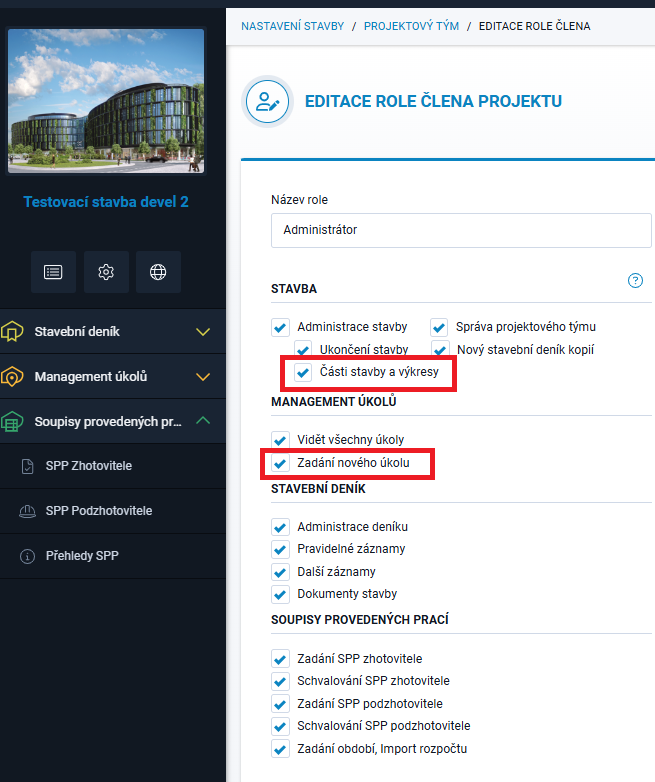 NASTAVENÍ STAVBY / PROJEKTOVÝ TÝM / EDITACE ROLE ČLENA
EDITACE ROLE ČLENA PROJEKTU
Testovací stavba devel 2
Stavební deník
Management úkolů
Soupisy provedených pr...
SPP Zhotovitele
SPP Podzhotovitele
Přehledy SPP
Název role
Administrátor
STAVBA
Administrace stavby Správa projektového týmu
Ukončení stavby Nový stavební deník kopií
Části stavby a výkresy
MANAGEMENT ÚKOLŮ
Vidět všechny úkoly
Zadání nového úkolu
STAVEBNÍ DENÍK
Administrace deníku
Pravidelné záznamy
Další záznamy
Dokumenty stavby
SOUPISY PROVEDENÝCH PRACÍ
Zadání SPP zhotovitele
Schvalování SPP zhotovitele
Zadání SPP podzhotovitele
Schvalování SPP podzhotovitele
Zadání období, Import rozpočtu